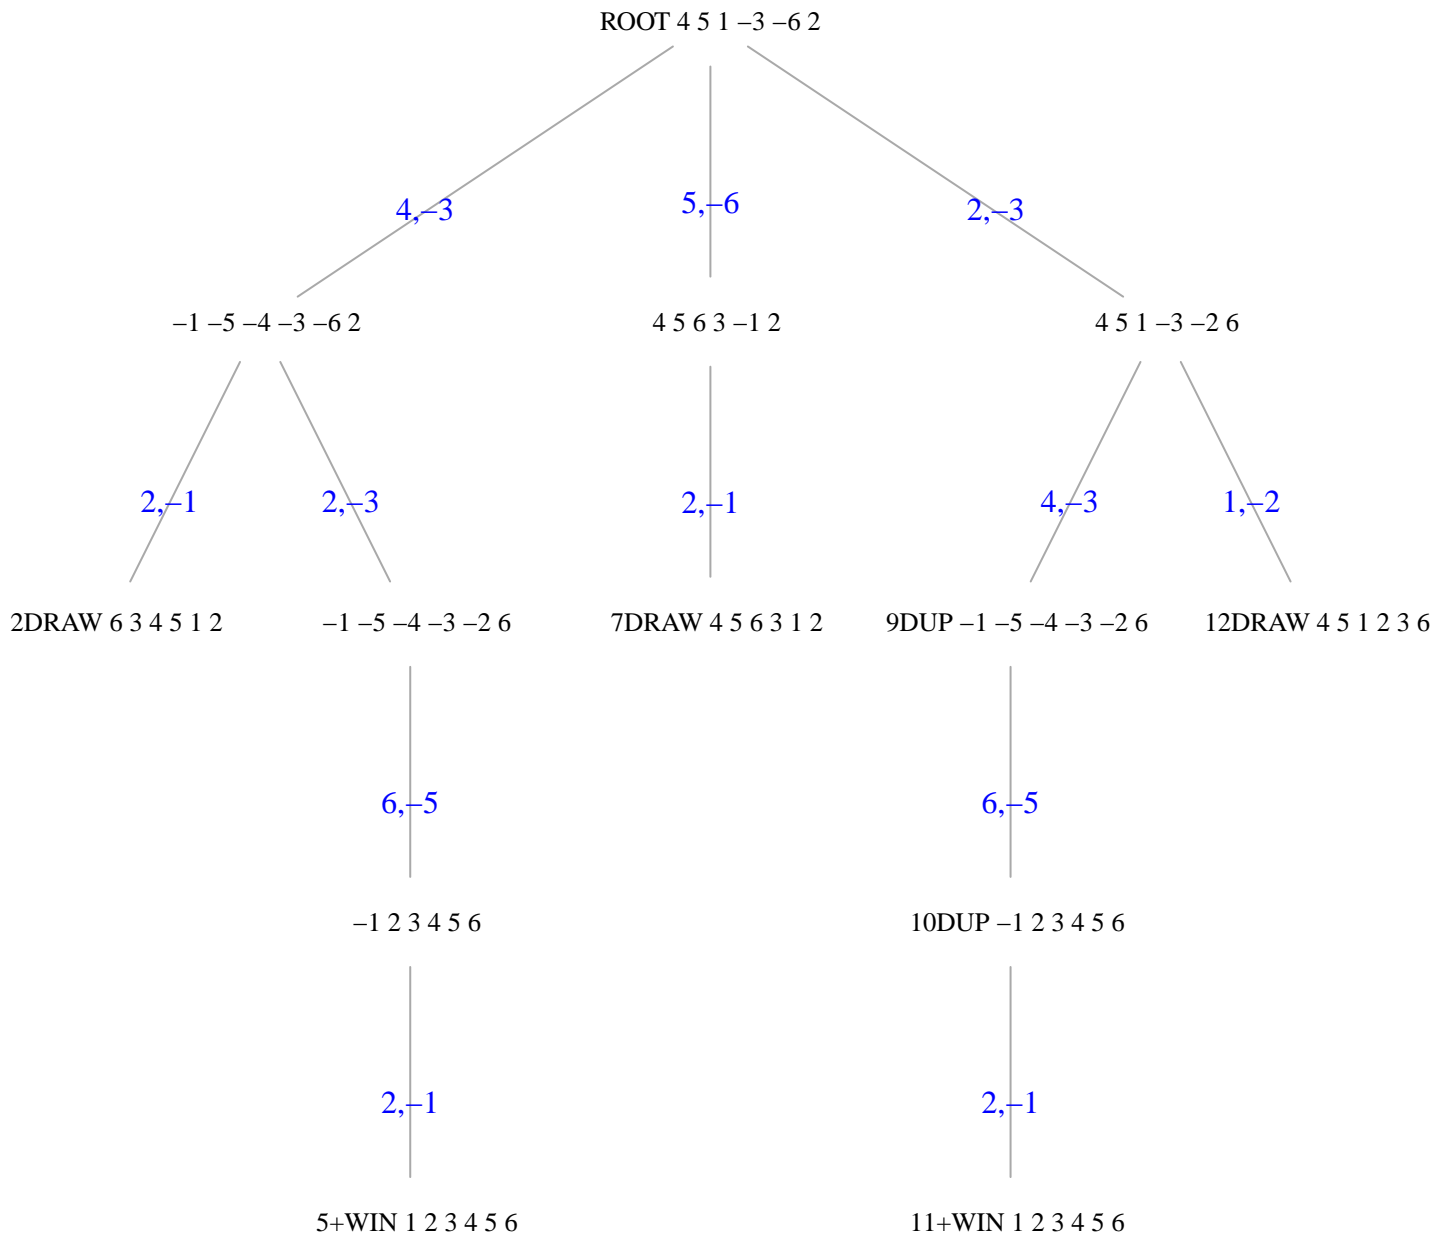 ROOT 4 5 1 –3 –6 2
4,–3
5,–6
2,–3
–1 –5 –4 –3 –6 2
4 5 6 3 –1 2
4 5 1 –3 –2 6
2,–1
2,–3
2,–1
4,–3
1,–2
2DRAW 6 3 4 5 1 2
–1 –5 –4 –3 –2 6
7DRAW 4 5 6 3 1 2
9DUP –1 –5 –4 –3 –2 6
12DRAW 4 5 1 2 3 6
6,–5
6,–5
–1 2 3 4 5 6
10DUP –1 2 3 4 5 6
2,–1
2,–1
5+WIN 1 2 3 4 5 6
11+WIN 1 2 3 4 5 6